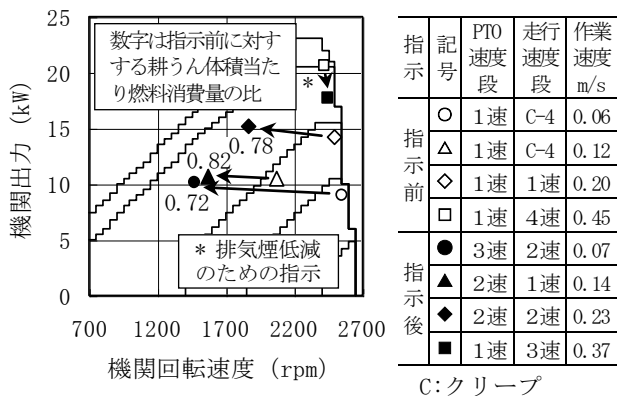 数字は指示前に対す
する耕うん体積当た
り燃料消費量の比
機関出力 (kW)
25
20
15
10
5
0
*
0.78
0.82
0.72
* 排気煙低減
のための指示
700 1200 1700 2200 2700
機関回転速度 (rpm)
指示 記号 PTO速度段 走行速度段 作業速度m/s
指示前
○ 1速 C-4 0.06
△ 1速 C-4 0.12
◇ 1速 1速 0.20
□ 1速 4速 0.45
指示後
● 3速 2速 0.07
▲ 2速 1速 0.14
◆ 2速 2速 0.23
■ 1速 3速 0.37
C:クリープ